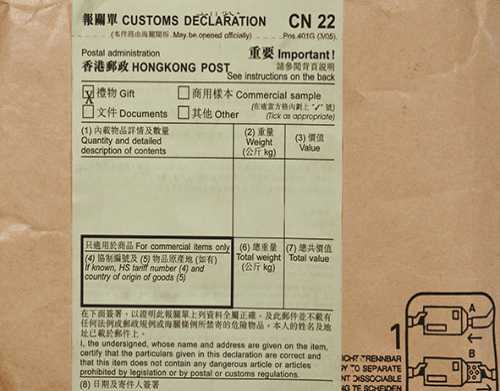 報關單 CUSTOMS DECLARATION CN 22
(本件得由海關開拆 May be opened officially) Pos 401G (3/05)
Postal administration 重要 Important!
香港郵政 HONGKONG POST 請參閱背頁說明
See instructions on the back
X 禮物 Gift 商用樣本 Commercial sample
文件 Documents 其他 Other (在適當方格內劃上 "✓" 號)
(Tick as appropriate)
(1) 內載物品詳情及數量 (2) 重量 (3) 價值
Quantity and detailed Weight Value
description of contents (公斤 kg)
只適用於商品 For commercial items only (6) 總重量 (7) 總共價值
(4) 協制編號及 (5) 物品原產地 (如有) Total weight Total value
If known, HS tariff number (4) and (公斤 kg)
country of origin of goods (5)
在下面簽署,以證明此報關單上列資料全屬正確,及此郵件並不載有
任何法例或郵政規例或海關條例所禁寄的危險物品。本人的姓名及地
址已載於郵件上。
I, the undersigned, whose name and address are given on the item,
certify that the particulars given in this declaration are correct and
that this item does not contain any dangerous article or articles
prohibited by legislation or by postal or customs regulations.
(8) 日期及寄件人簽署
1
A
B
ICHT TRENNBAR
Y TO SEPARATE
NT DISSOCIABLE
G TE SCHEIDEN